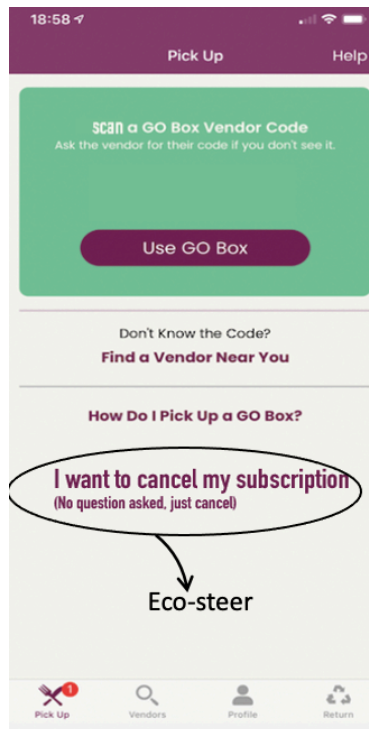 18:58
Pick Up
Help
scan a GO Box Vendor Code
Ask the vendor for their code if you don't see it.
Use GO Box
Don't Know the Code?
Find a Vendor Near You
How Do I Pick Up a GO Box?
I want to cancel my subscription
(No question asked, just cancel)
Eco-steer
1
Pick Up
Vendors
Profile
Return